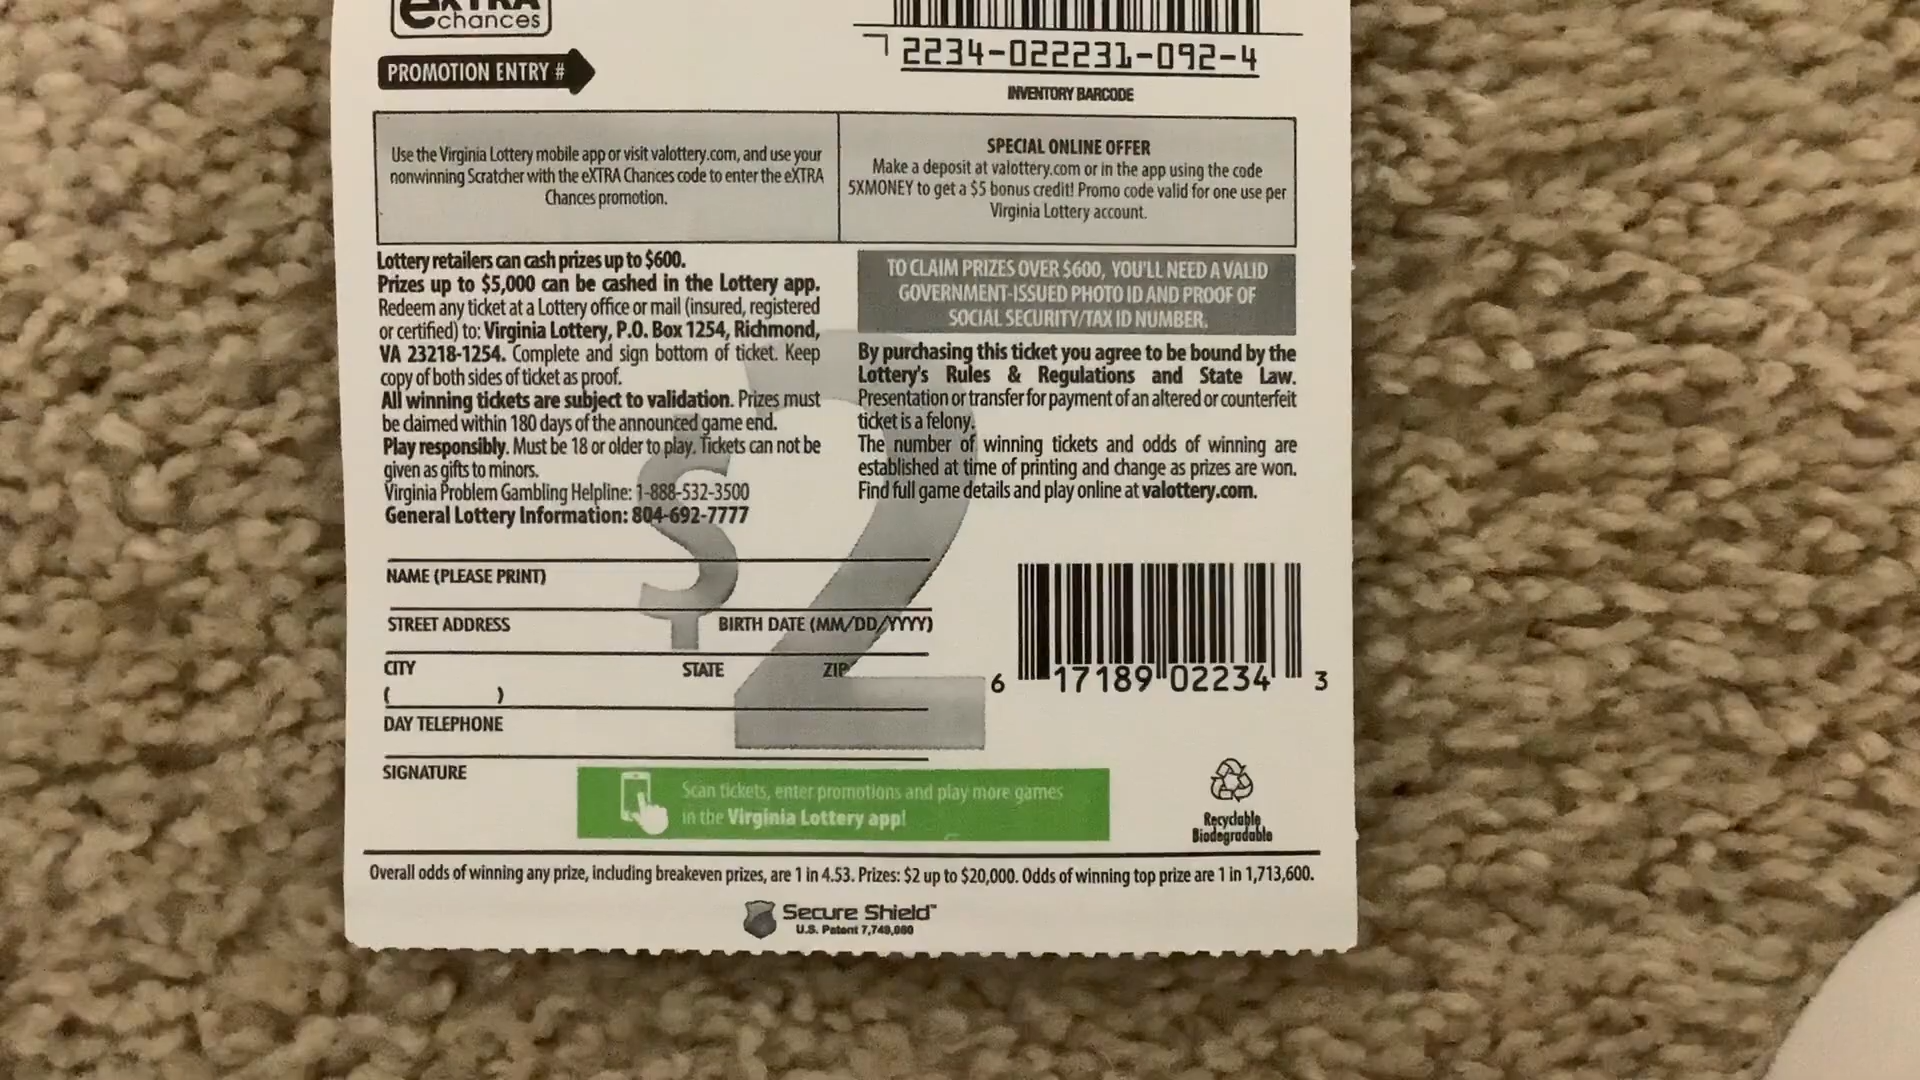 eXTRA
chances
PROMOTION ENTRY #
2234-022231-092-4
INVENTORY BARCODE
Use the Virginia Lottery mobile app or visit valottery.com, and use your
nonwinning Scratcher with the eXTRA Chances code to enter the eXTRA
Chances promotion.
SPECIAL ONLINE OFFER
Make a deposit at valottery.com or in the app using the code
5XMONEY to get a $5 bonus credit! Promo code valid for one use per
Virginia Lottery account.
Lottery retailers can cash prizes up to $600.
Prizes up to $5,000 can be cashed in the Lottery app.
Redeem any ticket at a Lottery office or mail (insured, registered
or certified) to: Virginia Lottery, P.O. Box 1254, Richmond,
VA 23218-1254. Complete and sign bottom of ticket. Keep
copy of both sides of ticket as proof.
All winning tickets are subject to validation. Prizes must
be claimed within 180 days of the announced game end.
Play responsibly. Must be 18 or older to play. Tickets can not be
given as gifts to minors.
Virginia Problem Gambling Helpline: 1-888-532-3500
General Lottery Information: 804-692-7777
TO CLAIM PRIZES OVER $600, YOU'LL NEED A VALID
GOVERNMENT-ISSUED PHOTO ID AND PROOF OF
SOCIAL SECURITY/TAX ID NUMBER.
By purchasing this ticket you agree to be bound by the
Lottery's Rules & Regulations and State Law.
Presentation or transfer for payment of an altered or counterfeit
ticket is a felony.
The number of winning tickets and odds of winning are
established at time of printing and change as prizes are won.
Find full game details and play online at valottery.com.
$2
NAME (PLEASE PRINT)
STREET ADDRESS BIRTH DATE (MM/DD/YYYY)
CITY STATE ZIP
( )
DAY TELEPHONE
SIGNATURE
6 17189 02234 3
Scan tickets, enter promotions and play more games
in the Virginia Lottery app!
Recyclable
Biodegradable
Overall odds of winning any prize, including breakeven prizes, are 1 in 4.53. Prizes: $2 up to $20,000. Odds of winning top prize are 1 in 1,713,600.
Secure Shield™
U.S. Patent 7,749,080